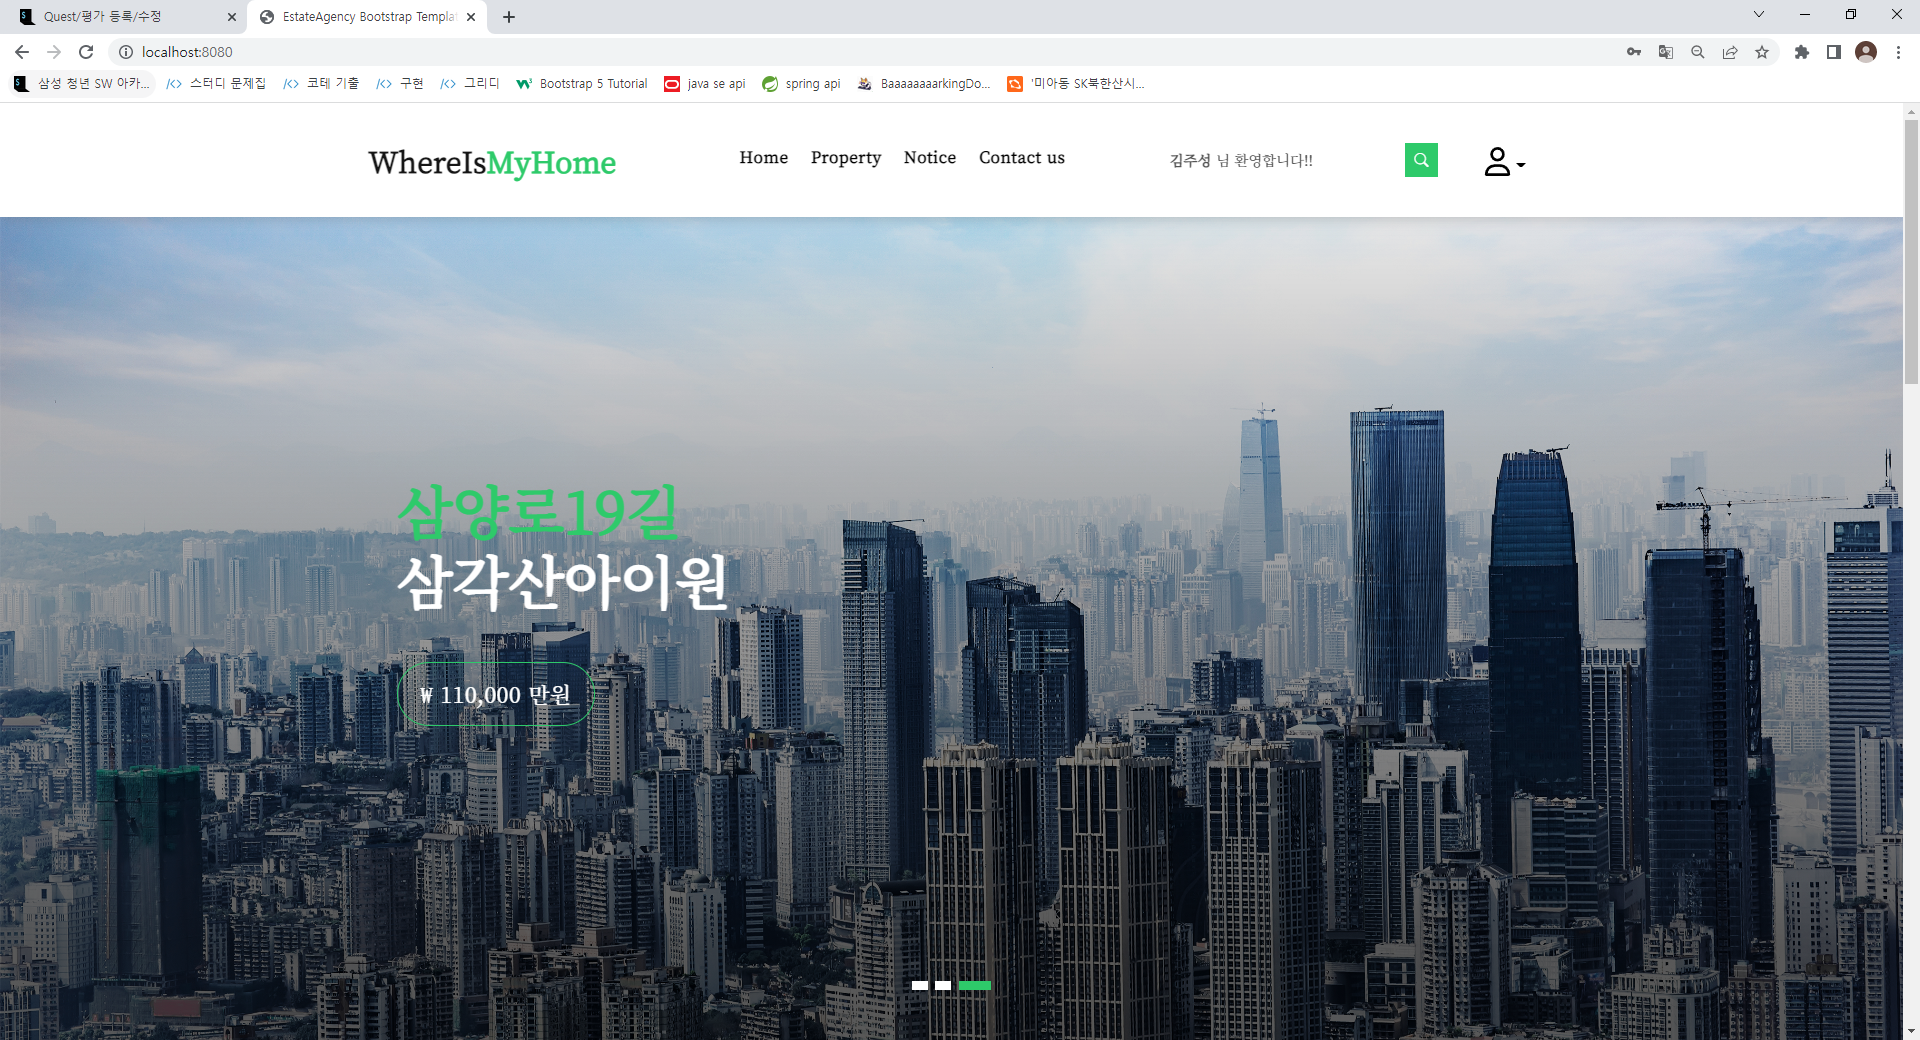 Quest/평가 등록/수정
EstateAgency Bootstrap Templat
localhost:8080
삼성 청년 SW 아카...
스터디 문제집
코테 기출
구현
그리디
Bootstrap 5 Tutorial
java se api
spring api
BaaaaaaaarkingDo...
'미아동 SK북한산시...
WhereIsMyHome
Home
Property
Notice
Contact us
김주성 님 환영합니다!!
삼양로19길
삼각산아이원
₩ 110,000 만원